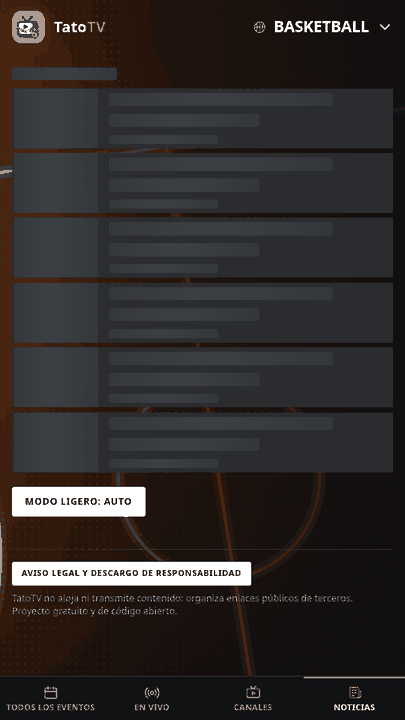 TatoTV
BASKETBALL
MODO LIGERO: AUTO
AVISO LEGAL Y DESCARGO DE RESPONSABILIDAD
TatoTV no aloja ni transmite contenido: organiza enlaces públicos de terceros.
Proyecto gratuito y de código abierto.
TODOS LOS EVENTOS
EN VIVO
CANALES
NOTICIAS